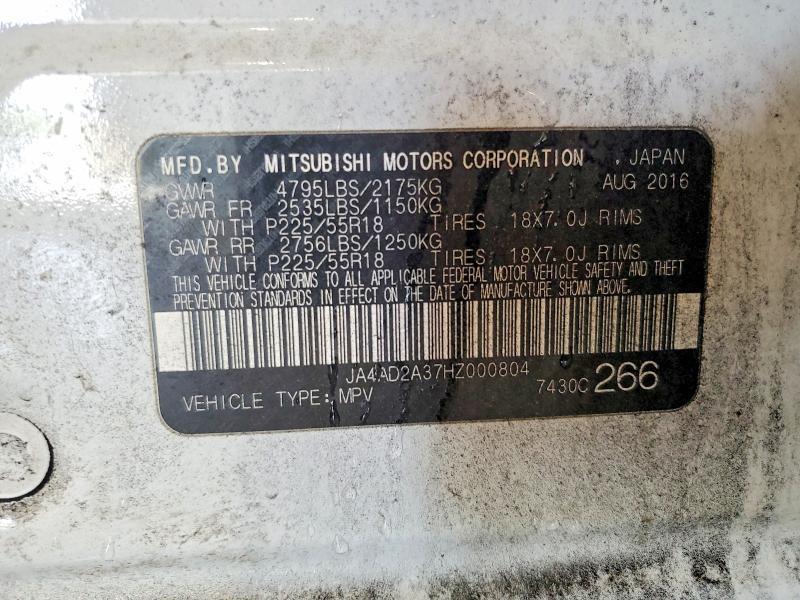 MFD.BY MITSUBISHI MOTORS CORPORATION , JAPAN
GVWR 4795LBS/2175KG AUG 2016
GAWR FR 2535LBS/1150KG
WITH P225/55R18 TIRES 18X7.0J RIMS
GAWR RR 2756LBS/1250KG
WITH P225/55R18 TIRES 18X7.0J RIMS
THIS VEHICLE CONFORMS TO ALL APPLICABLE FEDERAL MOTOR VEHICLE SAFETY AND THEFT
PREVENTION STANDARDS IN EFFECT ON THE DATE OF MANUFACTURE SHOWN ABOVE.
JA4AD2A37HZ000804
VEHICLE TYPE: MPV 7430C 266